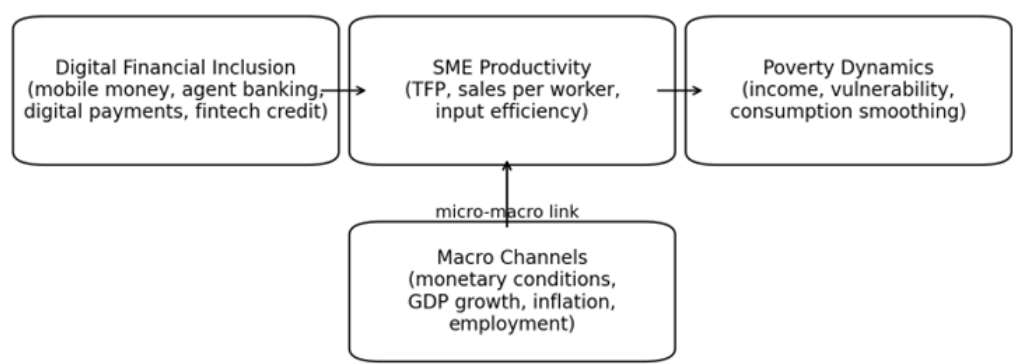 Digital Financial Inclusion
(mobile money, agent banking,
digital payments, fintech credit)
SME Productivity
(TFP, sales per worker,
input efficiency)
Poverty Dynamics
(income, vulnerability,
consumption smoothing)
micro-macro link
Macro Channels
(monetary conditions,
GDP growth, inflation,
employment)